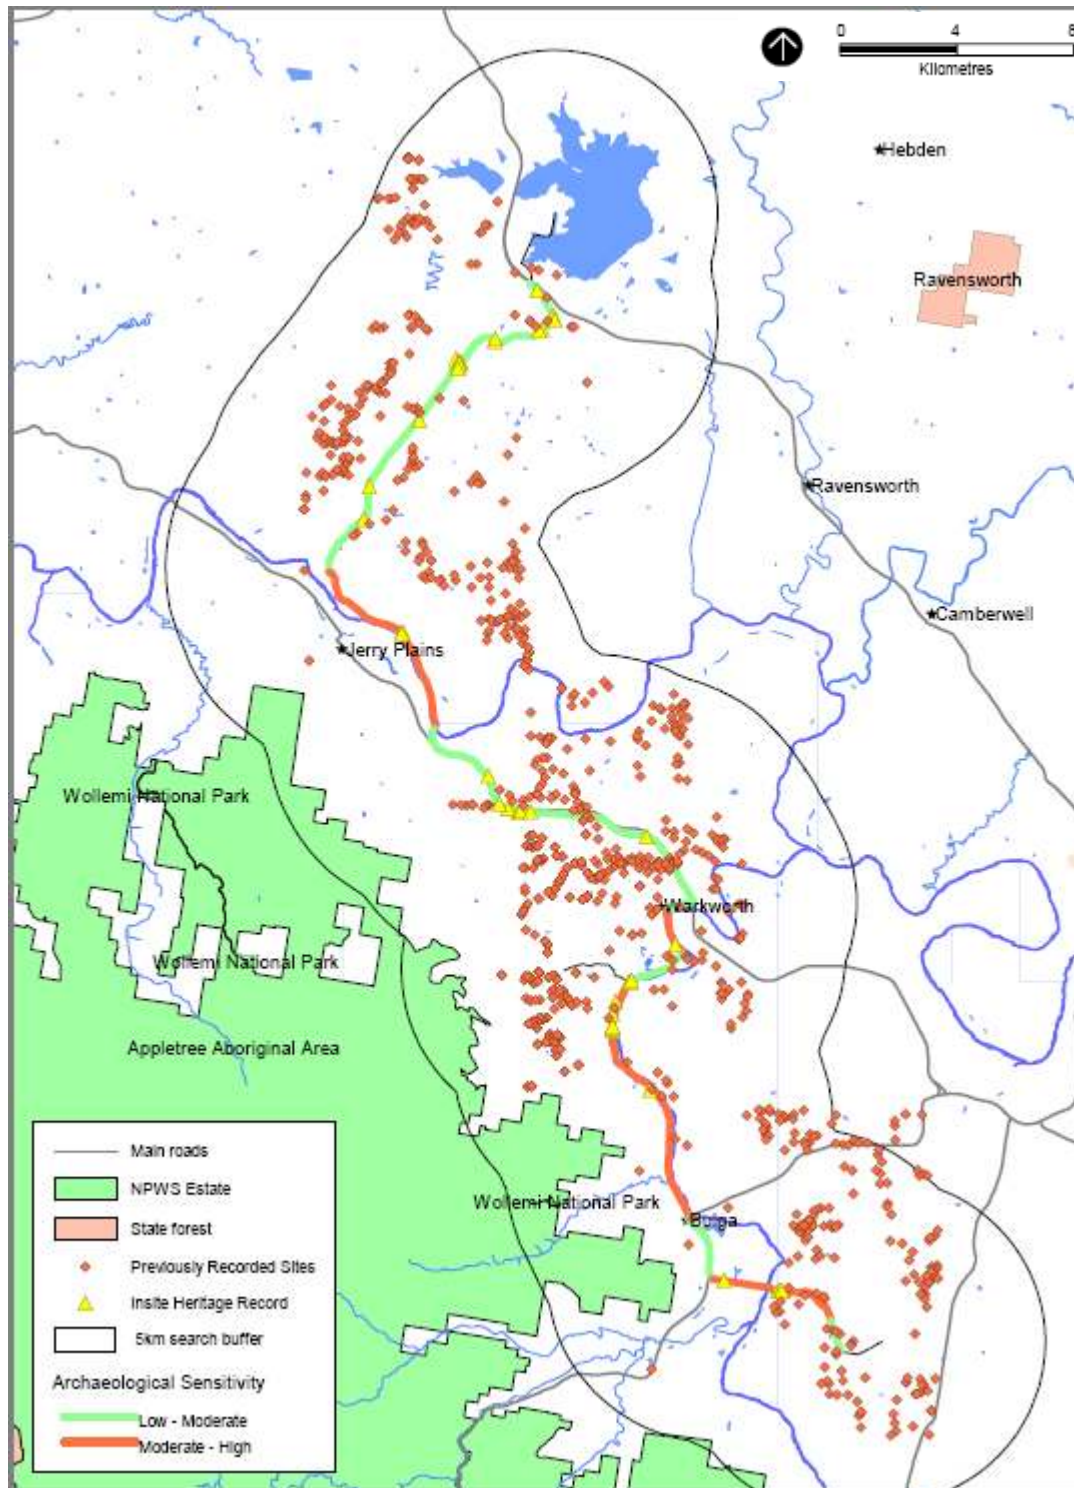 0 4 8
Kilometres
Hebden
Ravensworth
Ravensworth
Camberwell
Jerry Plains
Wollemi National Park
Warkworth
Wollemi National Park
Appletree Aboriginal Area
Wollemi National Park
Bulga
Main roads
NPWS Estate
State forest
Previously Recorded Sites
Insite Heritage Record
5km search buffer
Archaeological Sensitivity
Low - Moderate
Moderate - High